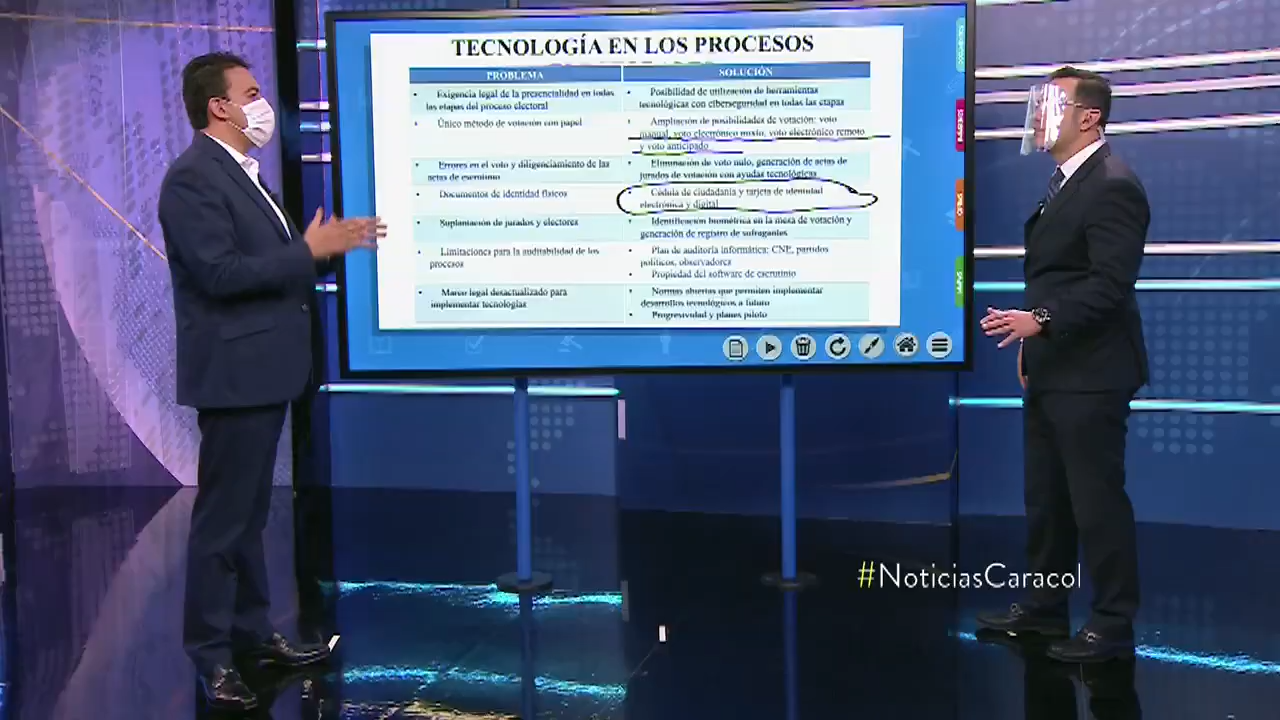 TECNOLOGÍA EN LOS PROCESOS
PROBLEMA
SOLUCIÓN
• Exigencia legal de la presencialidad en todas
las etapas del proceso electoral
• Posibilidad de utilización de herramientas
tecnológicas con ciberseguridad en todas las etapas
• Único método de votación con papel
• Ampliación de posibilidades de votación: voto
manual, voto electrónico mixto, voto electrónico remoto
y voto anticipado
• Errores en el voto y diligenciamiento de las
actas de escrutinio
• Eliminación de voto nulo, generación de actas de
jurados de votación con ayudas tecnológicas
• Documentos de identidad físicos
• Cédula de ciudadanía y tarjeta de identidad
electrónica y digital
• Suplantación de jurados y electores
• Identificación biométrica en la mesa de votación y
generación de registro de sufragantes
• Limitaciones para la auditabilidad de los
procesos
• Plan de auditoría informática: CNE, partidos
políticos, observadores
• Propiedad del software de escrutinio
• Marco legal desactualizado para
implementar tecnologías
• Normas abiertas que permiten implementar
desarrollos tecnológicos a futuro
• Progresividad y planes piloto
#NoticiasCaracol